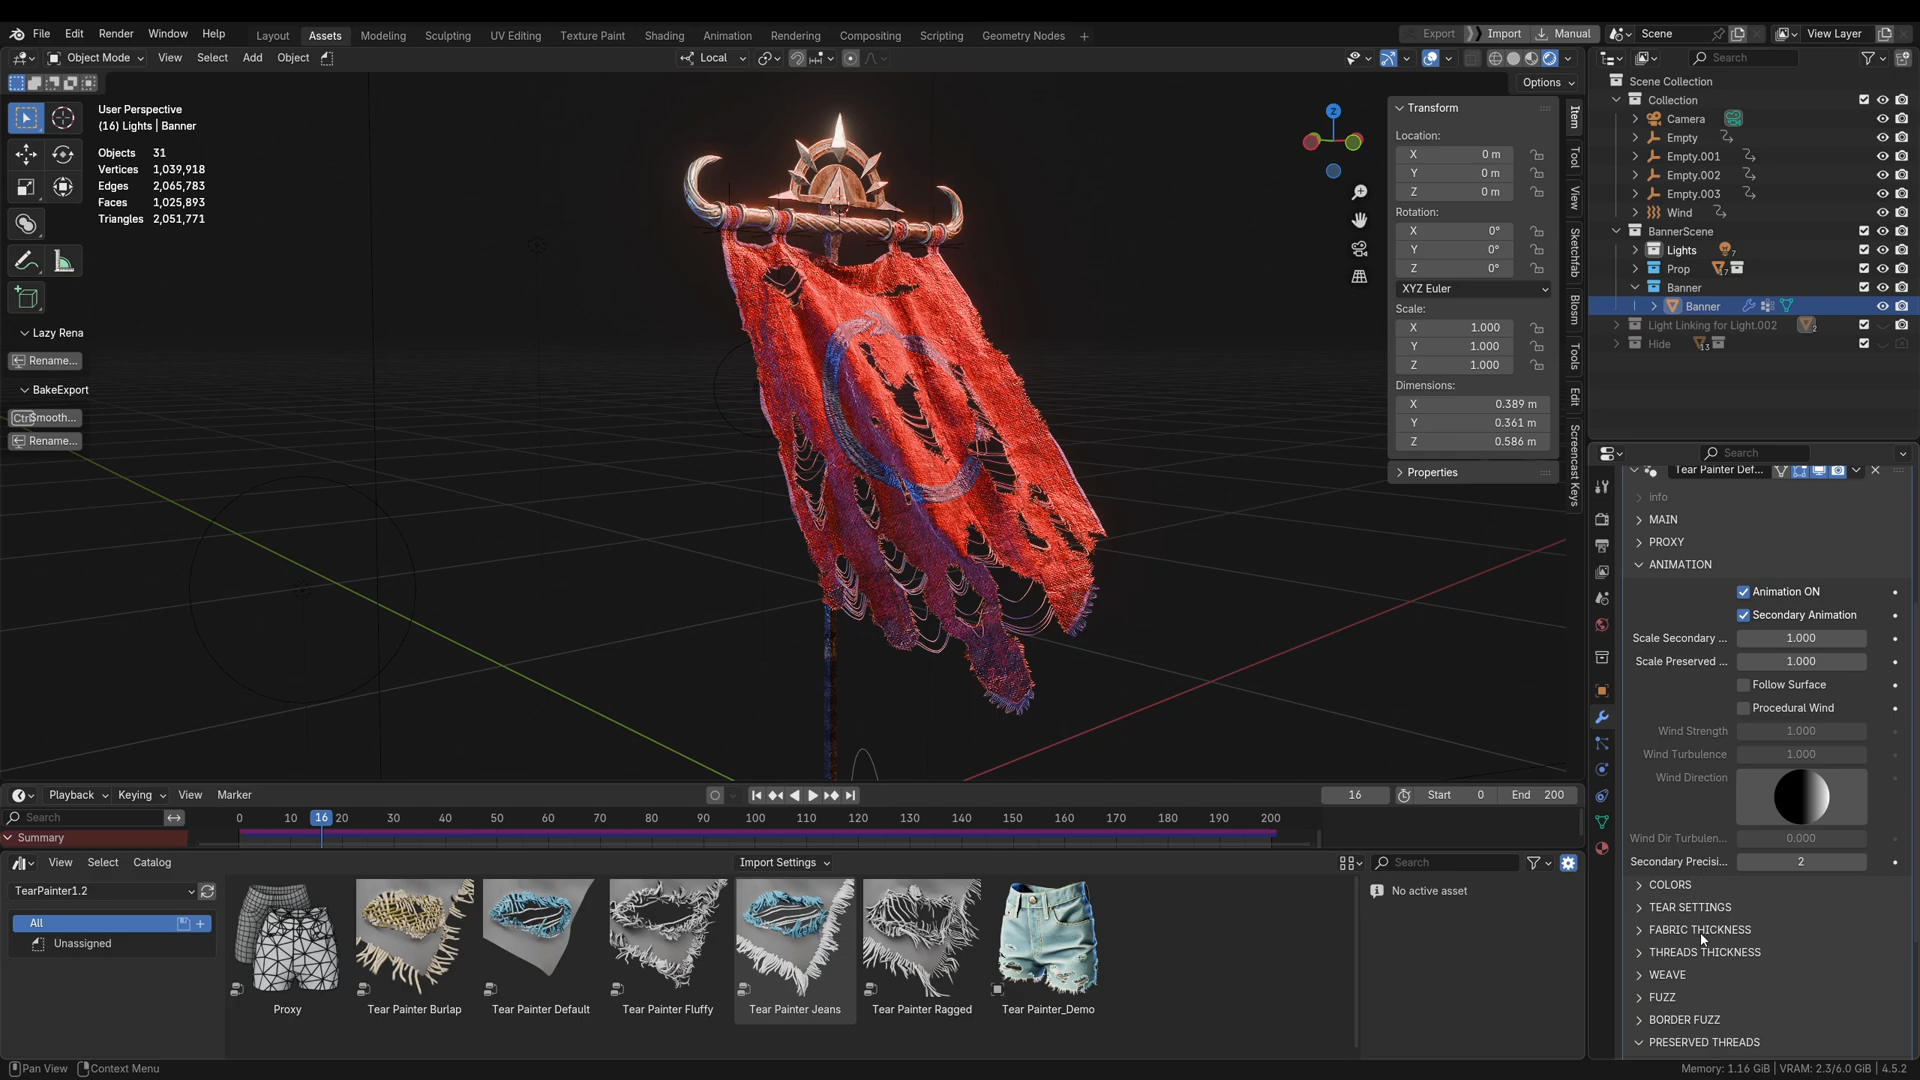 File Edit Render Window Help Layout Assets Modeling Sculpting UV Editing Texture Paint Shading Animation Rendering Compositing Scripting Geometry Nodes + Export Import Manual Scene View Layer
Object Mode View Select Add Object Local Search
Options
User Perspective
(16) Lights | Banner
Objects 31
Vertices 1,039,918
Edges 2,065,783
Faces 1,025,893
Triangles 2,051,771
Lazy Rena
Rename...
BakeExport
Ctrl Smooth...
Rename...
Z
Transform
Location:
X 0 m
Y 0 m
Z 0 m
Rotation:
X 0°
Y 0°
Z 0°
XYZ Euler
Scale:
X 1.000
Y 1.000
Z 1.000
Dimensions:
X 0.389 m
Y 0.361 m
Z 0.586 m
Properties
Item
Tool
View
Sketchfab
Blosm
Tools
Edit
Screencast Keys
Scene Collection
Collection
Camera
Empty
Empty.001
Empty.002
Empty.003
Wind
BannerScene
Lights 7
Prop 17
Banner
Banner
Light Linking for Light.002 2
Hide 13
Search
Tear Painter Def...
info
MAIN
PROXY
ANIMATION
Animation ON
Secondary Animation
Scale Secondary ... 1.000
Scale Preserved ... 1.000
Follow Surface
Procedural Wind
Wind Strength 1.000
Wind Turbulence 1.000
Wind Direction
Wind Dir Turbulen... 0.000
Secondary Precisi... 2
COLORS
TEAR SETTINGS
FABRIC THICKNESS
THREADS THICKNESS
WEAVE
FUZZ
BORDER FUZZ
PRESERVED THREADS
Playback Keying View Marker 16 Start 0 End 200
Search 0 10 16 20 30 40 50 60 70 80 90 100 110 120 130 140 150 160 170 180 190 200
Summary
View Select Catalog Import Settings Search
TearPainter1.2
All
Unassigned
No active asset
Proxy Tear Painter Burlap Tear Painter Default Tear Painter Fluffy Tear Painter Jeans Tear Painter Ragged Tear Painter_Demo
Pan View Context Menu Memory: 1.16 GiB | VRAM: 2.3/6.0 GiB | 4.5.2